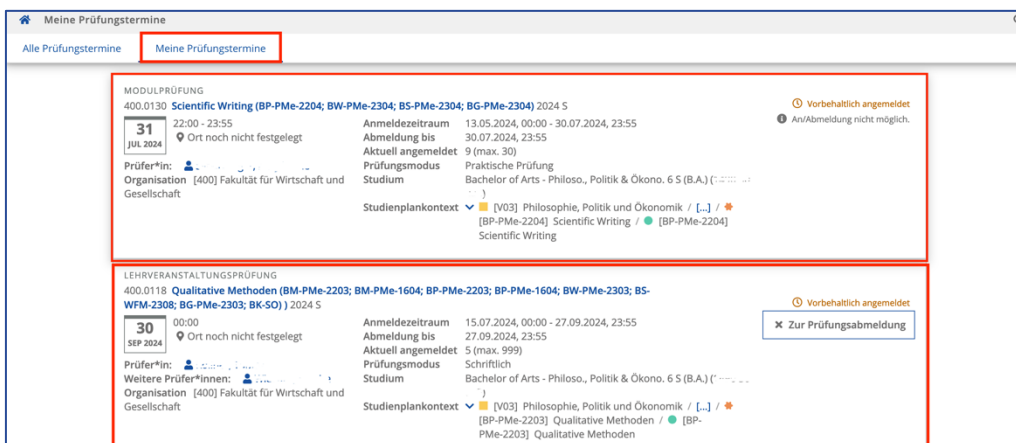 Meine Prüfungstermine
Alle Prüfungstermine Meine Prüfungstermine
MODULPRÜFUNG
400.0130 Scientific Writing (BP-PMe-2204; BW-PMe-2304; BS-PMe-2304; BG-PMe-2304) 2024 S
31
JUL 2024
22:00 - 23:55
Ort noch nicht festgelegt
Prüfer*in:
Organisation [400] Fakultät für Wirtschaft und
Gesellschaft
Anmeldezeitraum 13.05.2024, 00:00 - 30.07.2024, 23:55
Abmeldung bis 30.07.2024, 23:55
Aktuell angemeldet 9 (max. 30)
Prüfungsmodus Praktische Prüfung
Studium Bachelor of Arts - Philoso., Politik & Ökono. 6 S (B.A.) (
)
Studienplankontext [V03] Philosophie, Politik und Ökonomik / [...] /
[BP-PMe-2204] Scientific Writing / [BP-PMe-2204]
Scientific Writing
Vorbehaltlich angemeldet
An/Abmeldung nicht möglich.
LEHRVERANSTALTUNGSPRÜFUNG
400.0118 Qualitative Methoden (BM-PMe-2203; BM-PMe-1604; BP-PMe-2203; BP-PMe-1604; BW-PMe-2303; BS-
WFM-2308; BG-PMe-2303; BK-SO) ) 2024 S
30
SEP 2024
00:00
Ort noch nicht festgelegt
Prüfer*in:
Weitere Prüfer*innen:
Organisation [400] Fakultät für Wirtschaft und
Gesellschaft
Anmeldezeitraum 15.07.2024, 00:00 - 27.09.2024, 23:55
Abmeldung bis 27.09.2024, 23:55
Aktuell angemeldet 5 (max. 999)
Prüfungsmodus Schriftlich
Studium Bachelor of Arts - Philoso., Politik & Ökono. 6 S (B.A.) (
)
Studienplankontext [V03] Philosophie, Politik und Ökonomik / [...] /
[BP-PMe-2203] Qualitative Methoden / [BP-
PMe-2203] Qualitative Methoden
Vorbehaltlich angemeldet
Zur Prüfungsabmeldung